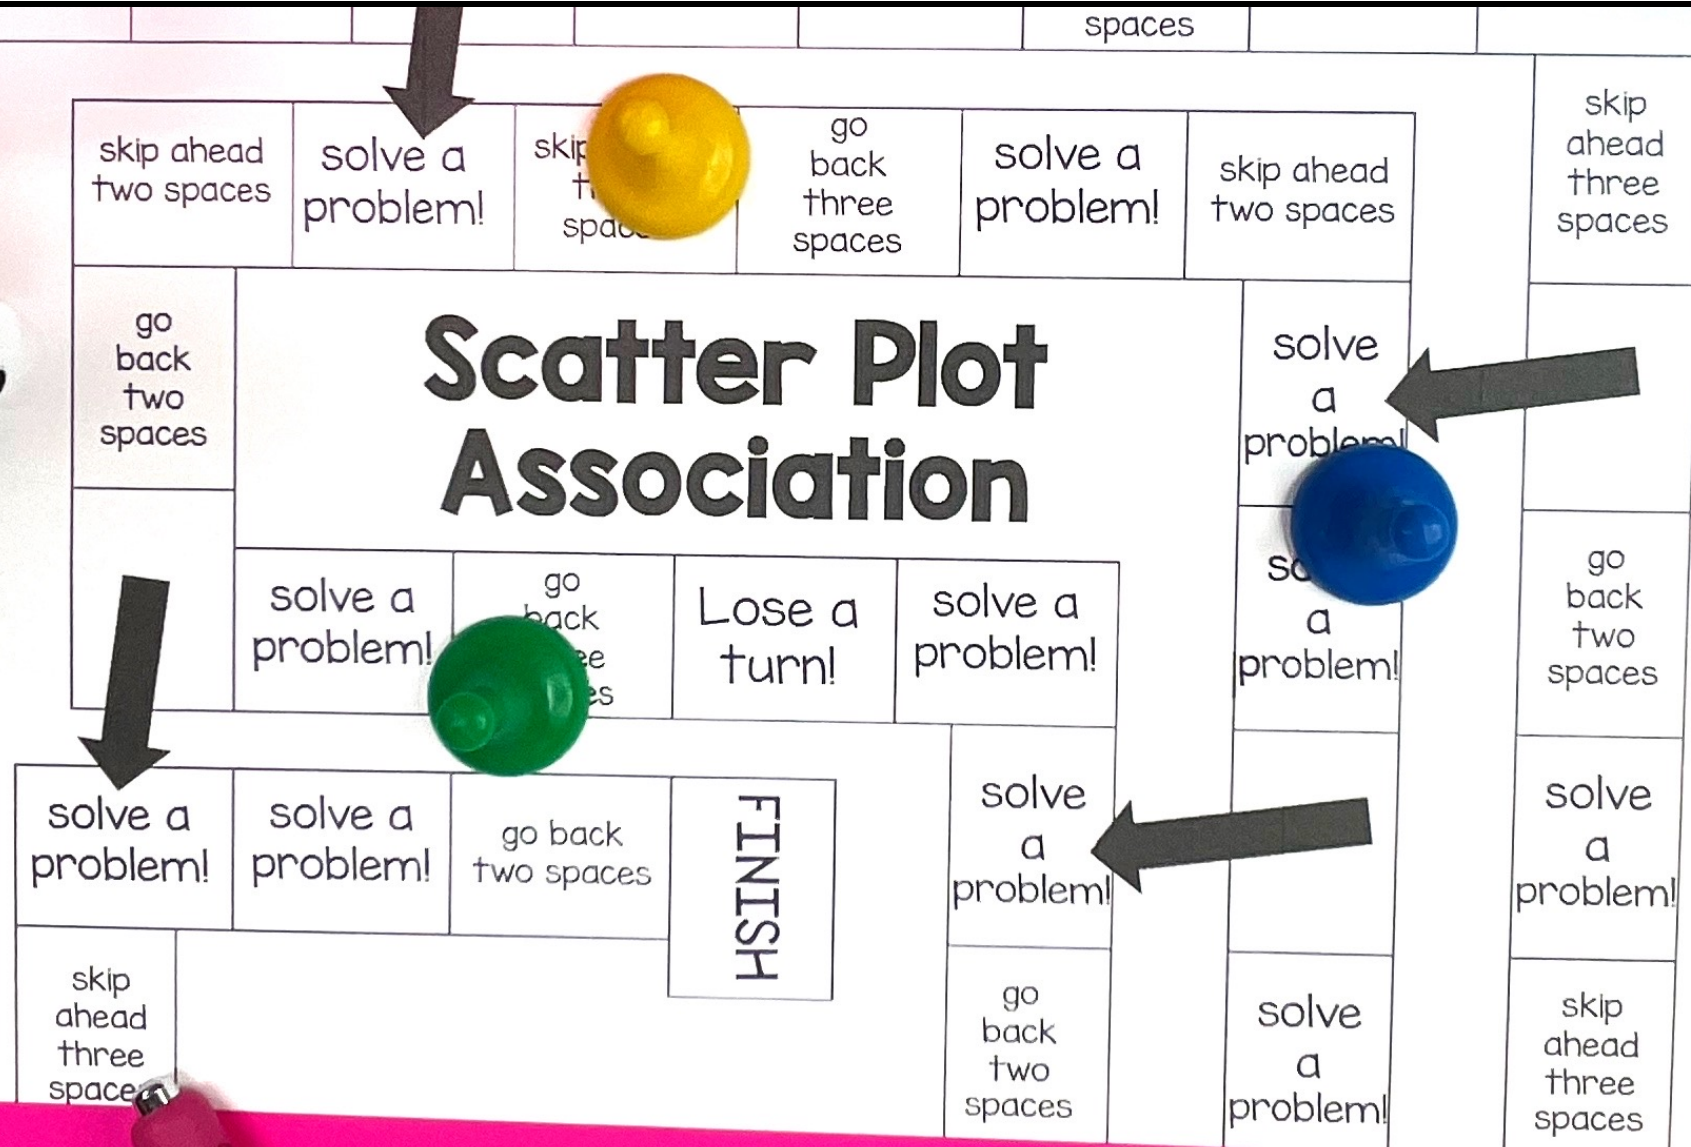 spaces
skip
ahead
three
spaces
skip ahead
two spaces
solve a
problem!
go
back
three
spaces
solve a
problem!
skip ahead
two spaces
go
back
two
spaces
Scatter Plot
Association
solve
a
problem!
a
problem!
go
back
two
spaces
solve a
problem!
go
back
Lose a
turn!
solve a
problem!
solve a
problem!
solve a
problem!
go back
two spaces
FINISH
solve
a
problem!
solve
a
problem!
skip
ahead
three
go
back
two
spaces
solve
a
problem!
skip
ahead
three
spaces